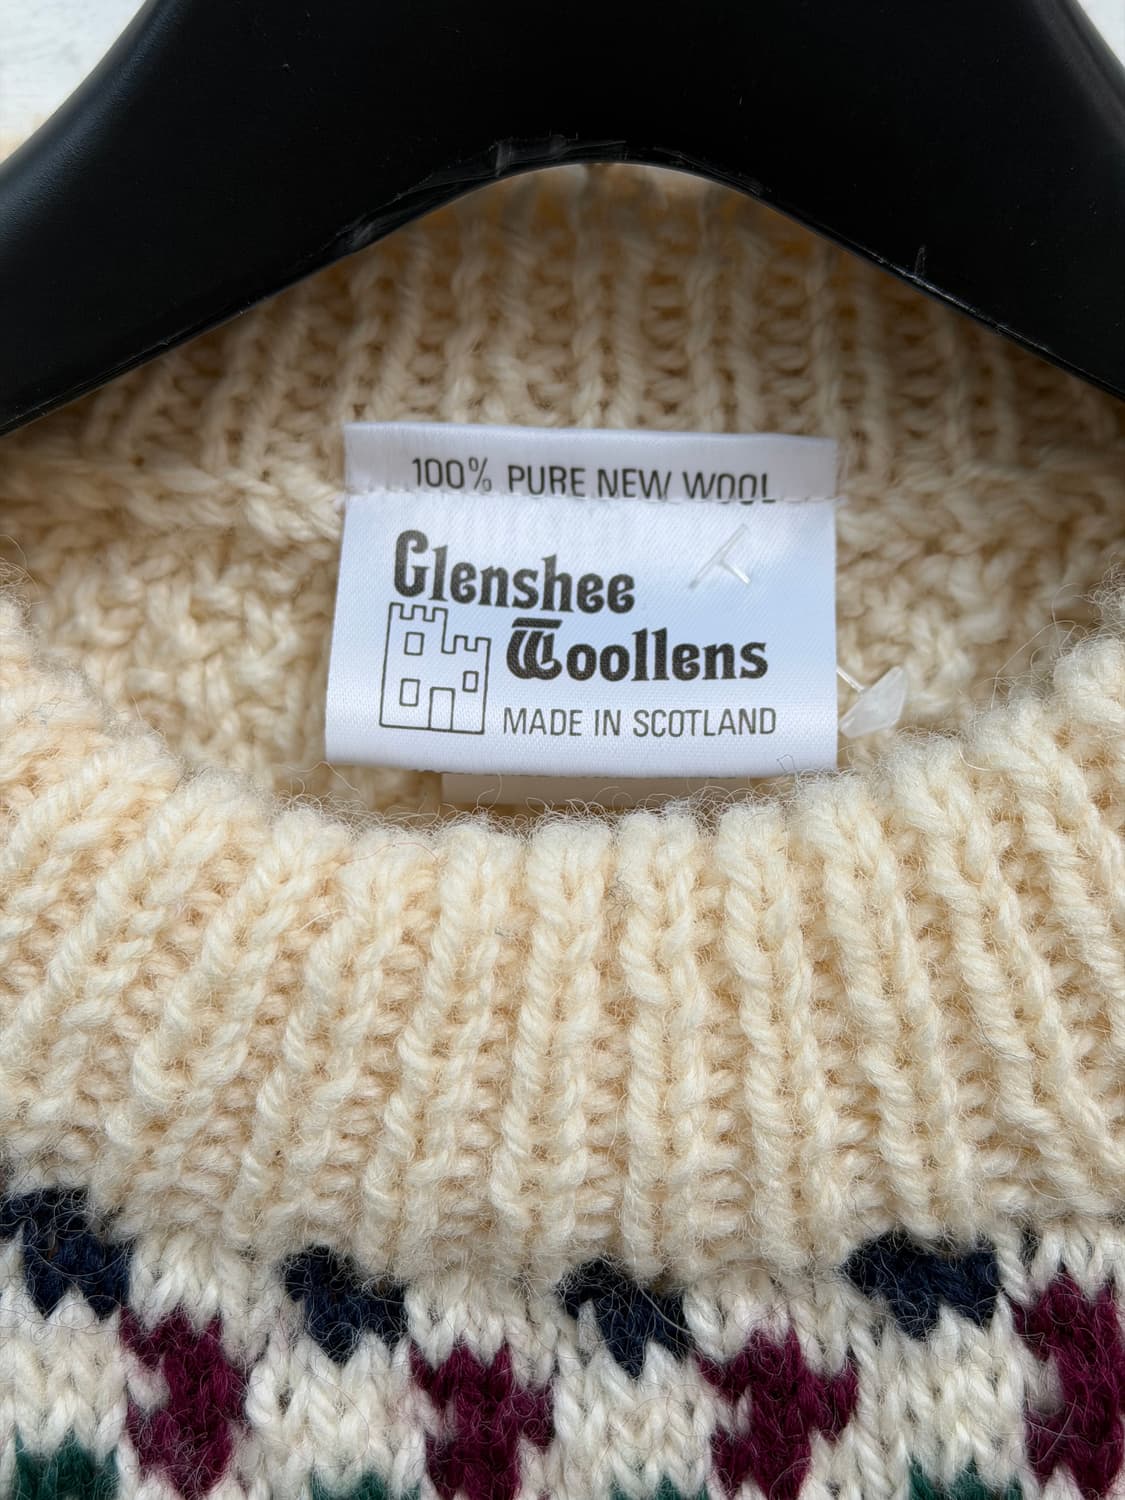 100% PURE NEW WOOL
Glenshee
Woollens
MADE IN SCOTLAND